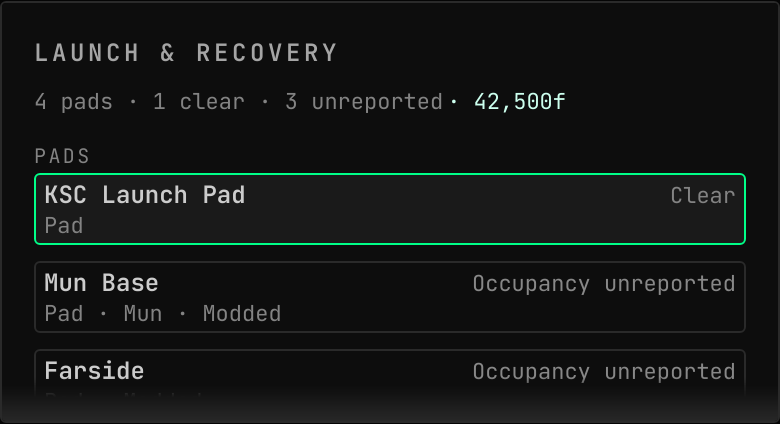 LAUNCH & RECOVERY
4 pads · 1 clear · 3 unreported · 42,500f
PADS
KSC Launch Pad Clear
Pad
Mun Base Occupancy unreported
Pad · Mun · Modded
Farside Occupancy unreported